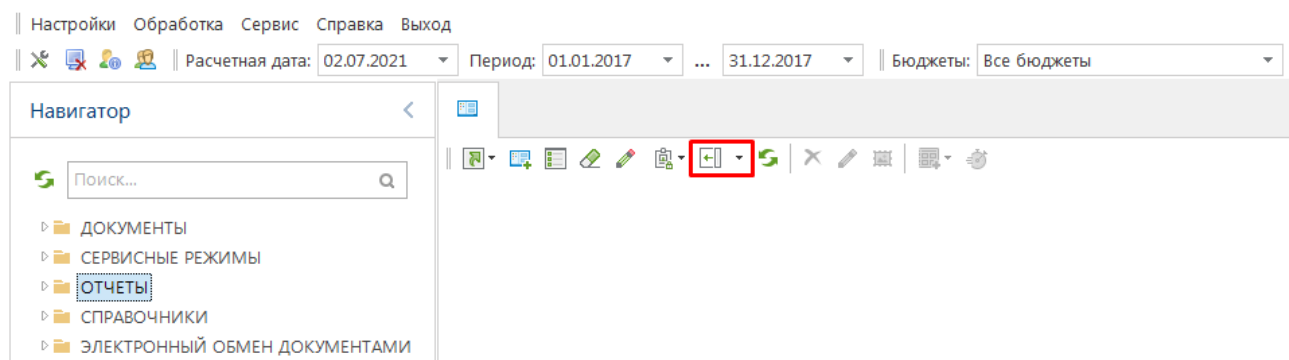 Настройки Обработка Сервис Справка Выход
Расчетная дата: 02.07.2021 Период: 01.01.2017 ... 31.12.2017 Бюджеты: Все бюджеты
Навигатор
Поиск...
ДОКУМЕНТЫ
СЕРВИСНЫЕ РЕЖИМЫ
ОТЧЕТЫ
СПРАВОЧНИКИ
ЭЛЕКТРОННЫЙ ОБМЕН ДОКУМЕНТАМИ